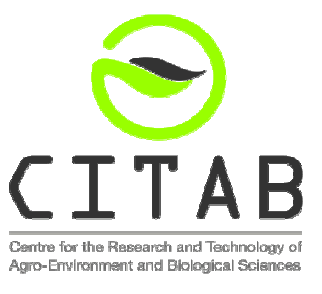 CITAB
Centre for the Research and Technology of
Agro-Environment and Biological Sciences